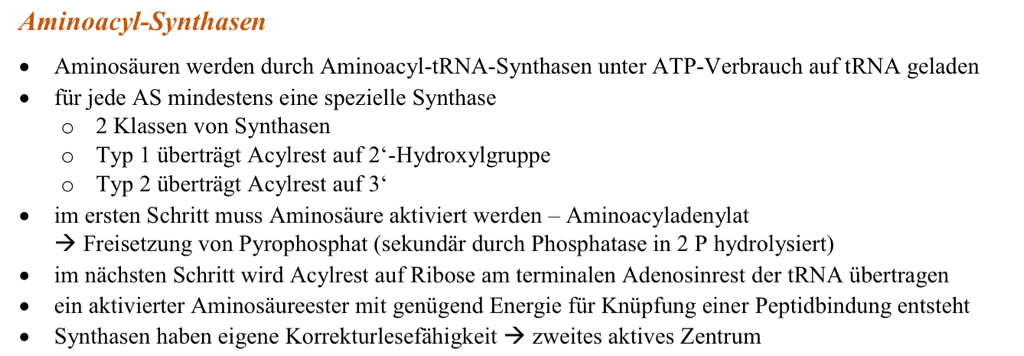 Aminoacyl-Synthasen
• Aminosäuren werden durch Aminoacyl-tRNA-Synthasen unter ATP-Verbrauch auf tRNA geladen
• für jede AS mindestens eine spezielle Synthase
o 2 Klassen von Synthasen
o Typ 1 überträgt Acylrest auf 2‘-Hydroxylgruppe
o Typ 2 überträgt Acylrest auf 3‘
• im ersten Schritt muss Aminosäure aktiviert werden – Aminoacyladenylat
→ Freisetzung von Pyrophosphat (sekundär durch Phosphatase in 2 P hydrolysiert)
• im nächsten Schritt wird Acylrest auf Ribose am terminalen Adenosinrest der tRNA übertragen
• ein aktivierter Aminosäureester mit genügend Energie für Knüpfung einer Peptidbindung entsteht
• Synthasen haben eigene Korrekturlesefähigkeit → zweites aktives Zentrum